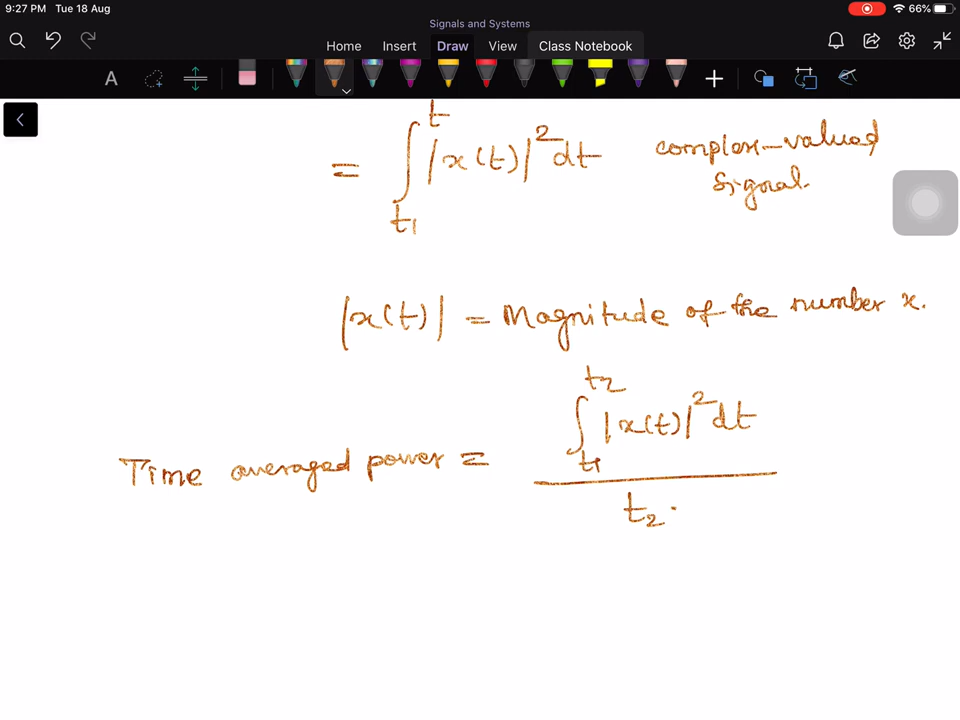 9:27 PM Tue 18 Aug
66%
Signals and Systems
Home Insert Draw View Class Notebook
A
t
= ∫ |x(t)|² dt complex-valued
t1 signal.
|x(t)| = Magnitude of the number x.
t2
∫ |x(t)|² dt
t1
Time averaged power =
t2 ·